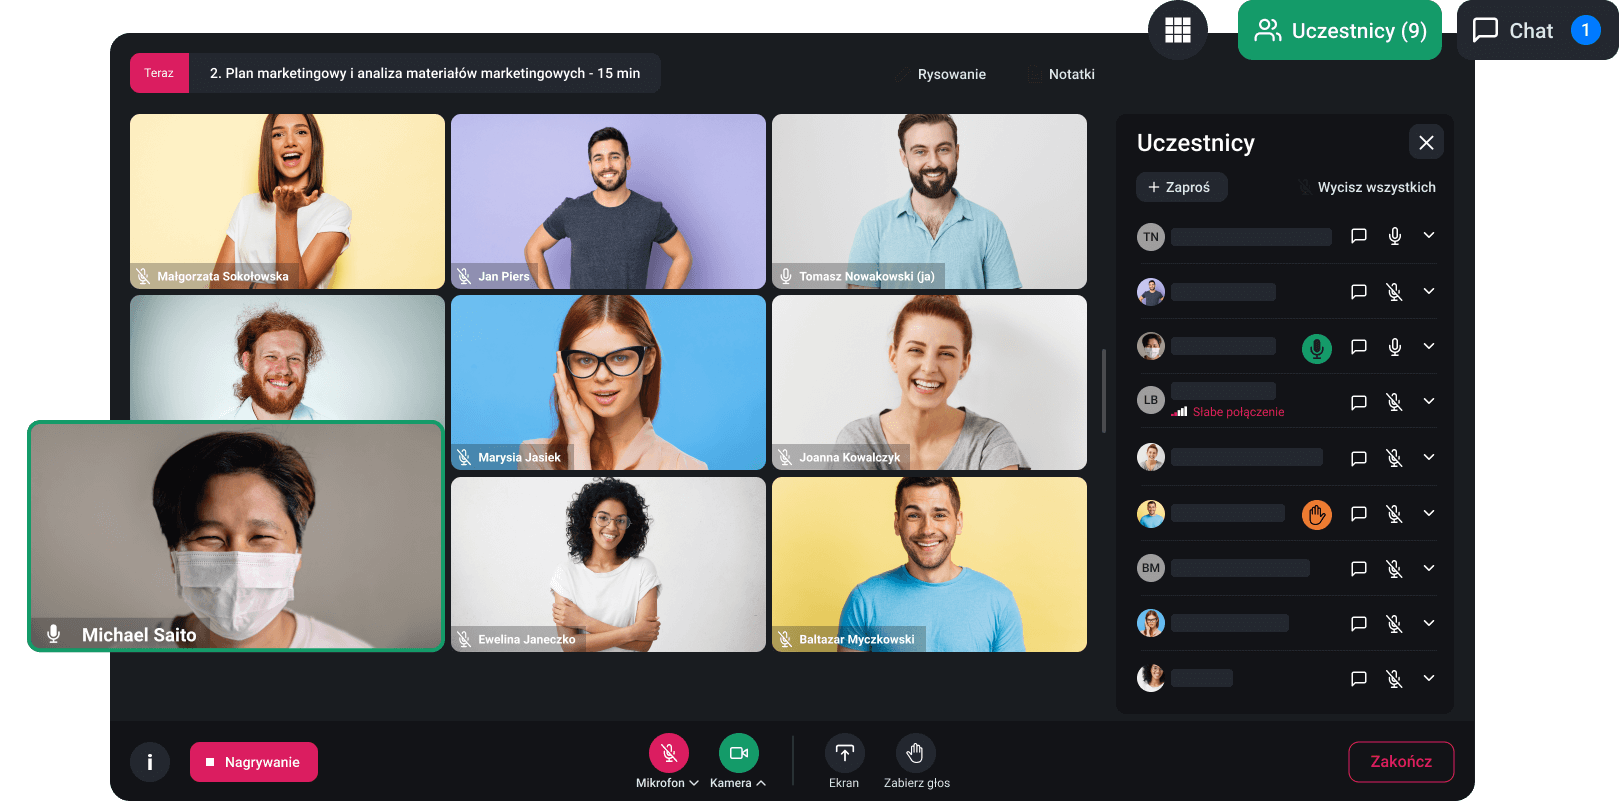 Uczestnicy (9)
Chat
1
Teraz
2. Plan marketingowy i analiza materiałów marketingowych - 15 min
Rysowanie
Notatki
Małgorzata Sokołowska
Jan Piers
Tomasz Nowakowski (ja)
Marysia Jasiek
Joanna Kowalczyk
Michael Saito
Ewelina Janeczko
Baltazar Myczkowski
Uczestnicy
+ Zaproś
Wycisz wszystkich
TN
LB
Słabe połączenie
BM
i
Nagrywanie
Mikrofon
Kamera
Ekran
Zabierz głos
Zakończ